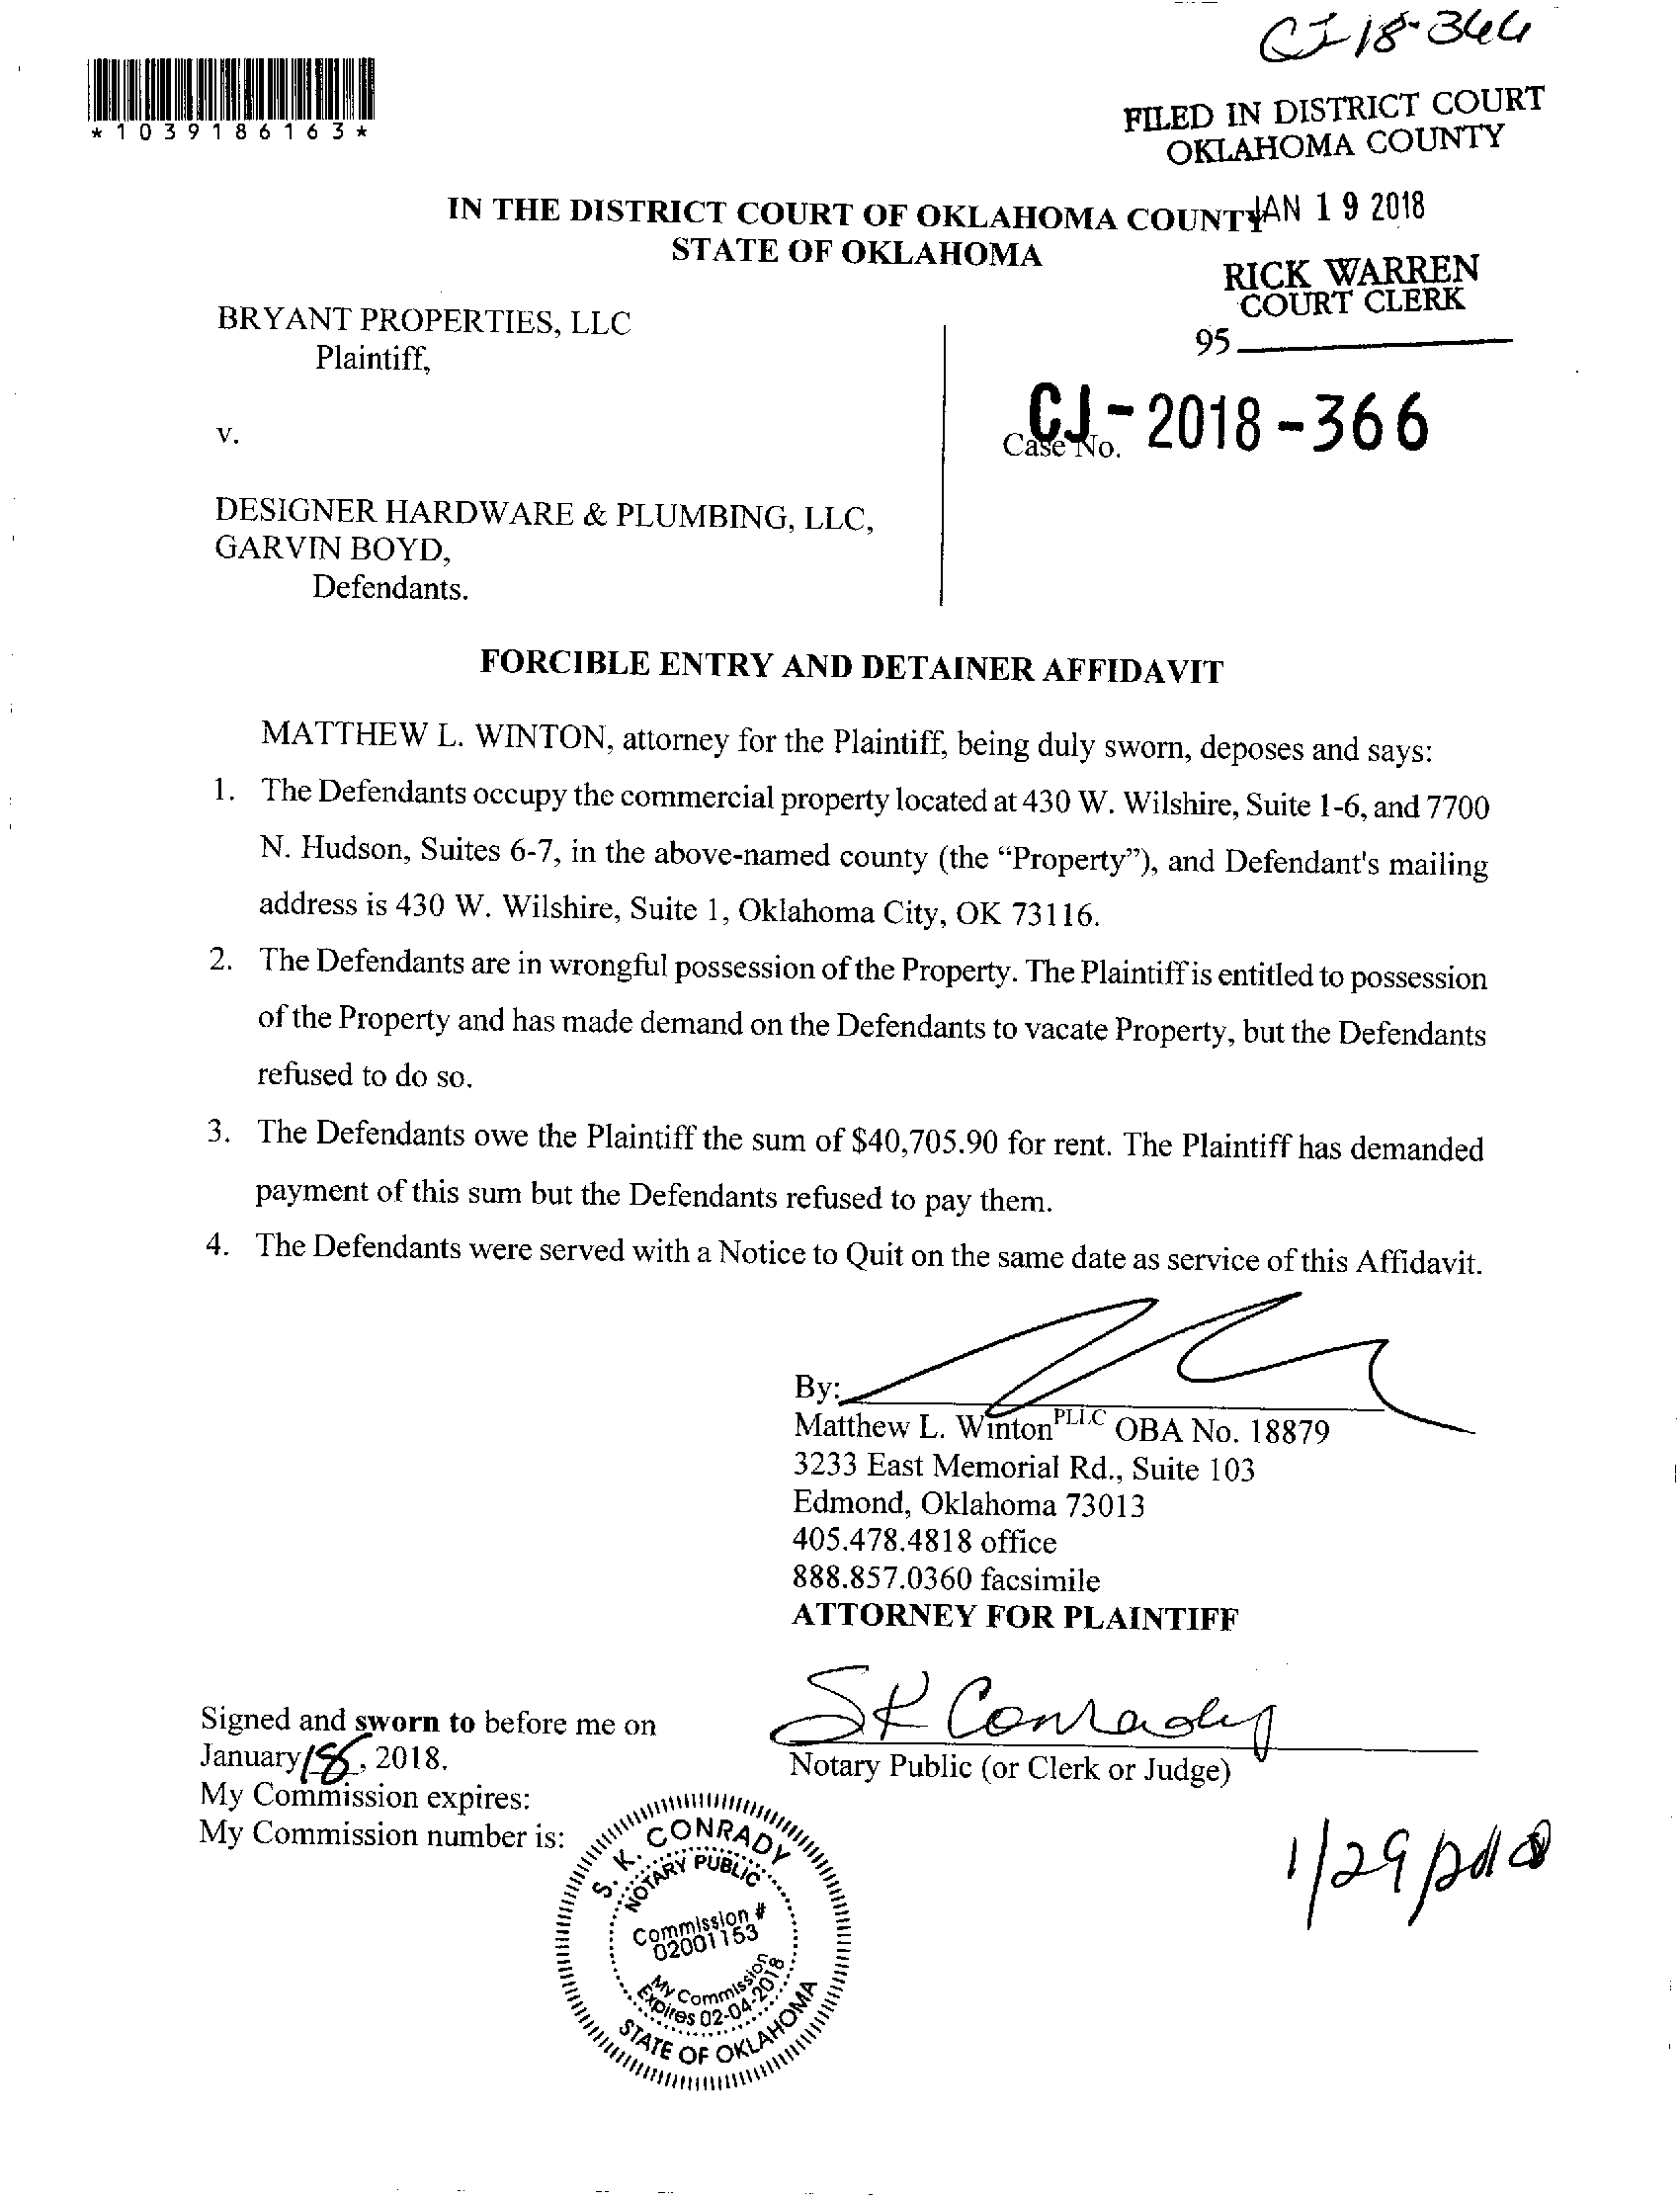 CJ-18-366
*1039186163*
FILED IN DISTRICT COURT
OKLAHOMA COUNTY
JAN 19 2018
RICK WARREN
COURT CLERK
95
IN THE DISTRICT COURT OF OKLAHOMA COUNTY
STATE OF OKLAHOMA
BRYANT PROPERTIES, LLC
Plaintiff,
v.
Case No. CJ-2018-366
DESIGNER HARDWARE & PLUMBING, LLC,
GARVIN BOYD,
Defendants.
FORCIBLE ENTRY AND DETAINER AFFIDAVIT
MATTHEW L. WINTON, attorney for the Plaintiff, being duly sworn, deposes and says:
1. The Defendants occupy the commercial property located at 430 W. Wilshire, Suite 1-6, and 7700
N. Hudson, Suites 6-7, in the above-named county (the “Property”), and Defendant's mailing
address is 430 W. Wilshire, Suite 1, Oklahoma City, OK 73116.
2. The Defendants are in wrongful possession of the Property. The Plaintiff is entitled to possession
of the Property and has made demand on the Defendants to vacate Property, but the Defendants
refused to do so.
3. The Defendants owe the Plaintiff the sum of $40,705.90 for rent. The Plaintiff has demanded
payment of this sum but the Defendants refused to pay them.
4. The Defendants were served with a Notice to Quit on the same date as service of this Affidavit.
By:
Matthew L. Winton PLLC OBA No. 18879
3233 East Memorial Rd., Suite 103
Edmond, Oklahoma 73013
405.478.4818 office
888.857.0360 facsimile
ATTORNEY FOR PLAINTIFF
SK Conrady
Notary Public (or Clerk or Judge)
Signed and sworn to before me on
January 18, 2018.
My Commission expires:
My Commission number is:
S. K. CONRADY
NOTARY PUBLIC
Commission #
02001153
My Commission
Expires 02-04-2018
STATE OF OKLAHOMA
1/29